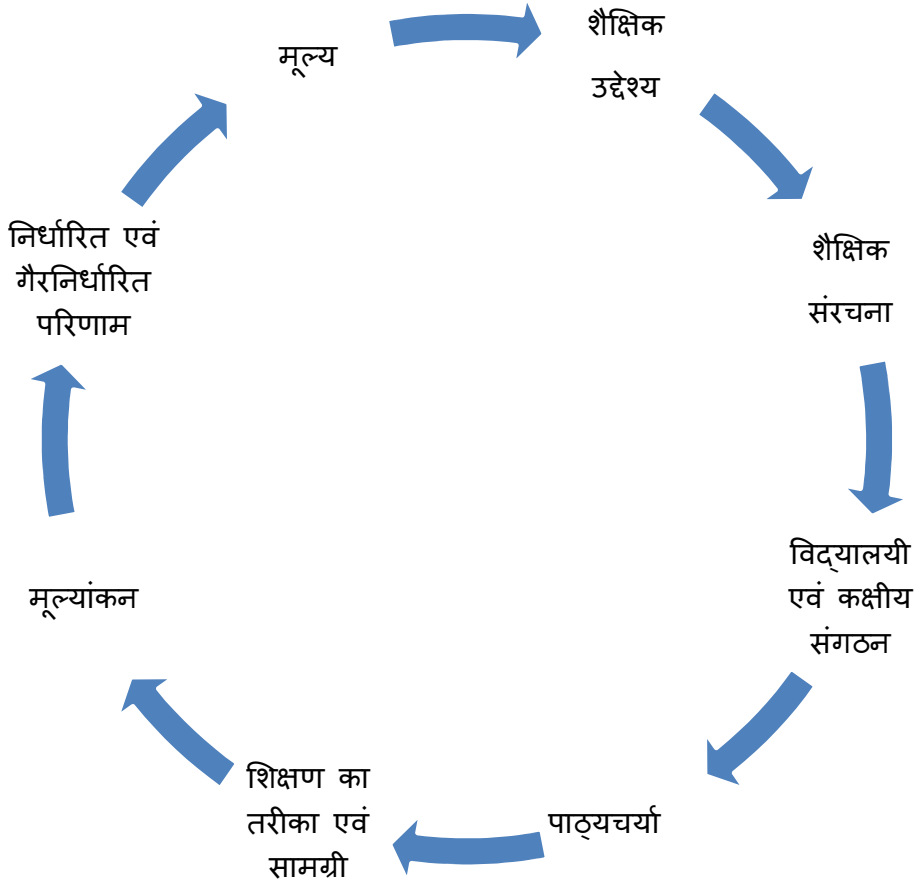 मूल्य
शैक्षिक
उद्देश्य
शैक्षिक
संरचना
विद्‌यालयी
एवं कक्षीय
संगठन
पाठ्यचर्या
शिक्षण का
तरीका एवं
सामग्री
मूल्यांकन
निर्धारित एवं
गैरनिर्धारित
परिणाम